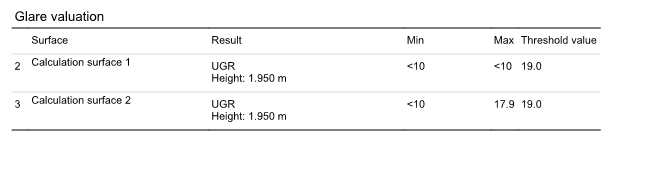 Glare valuation
Surface Result Min Max Threshold value
2 Calculation surface 1 UGR <10 <10 19.0
Height: 1.950 m
3 Calculation surface 2 UGR <10 17.9 19.0
Height: 1.950 m